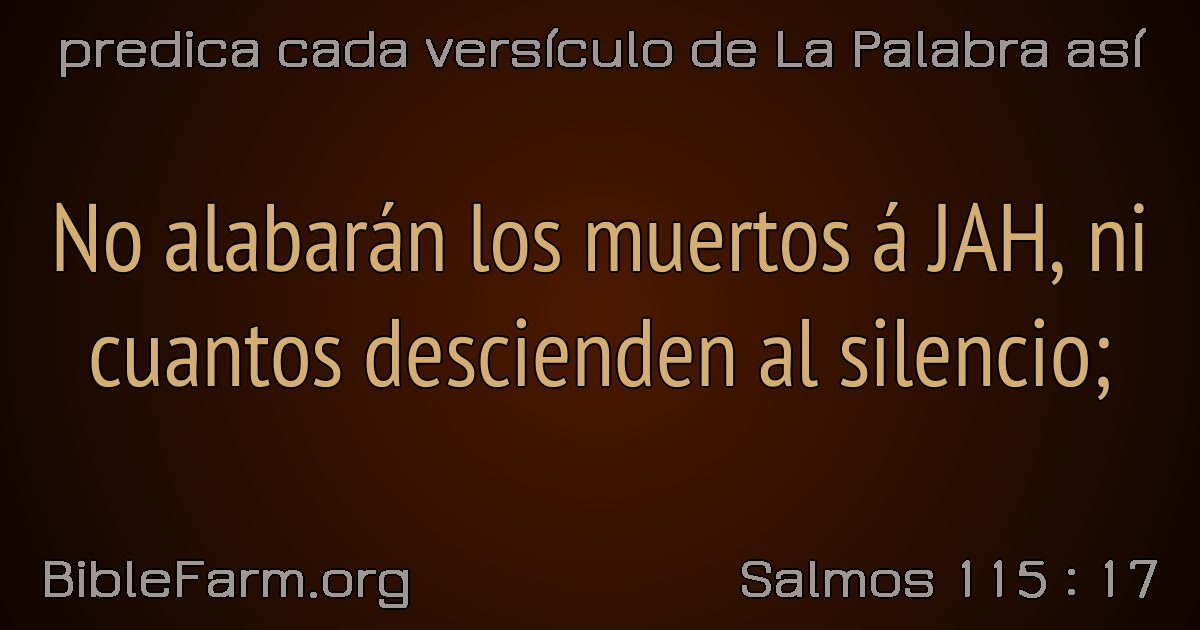 predica cada versículo de La Palabra así
No alabarán los muertos á JAH, ni
cuantos descienden al silencio;
BibleFarm.org
Salmos 115 : 17